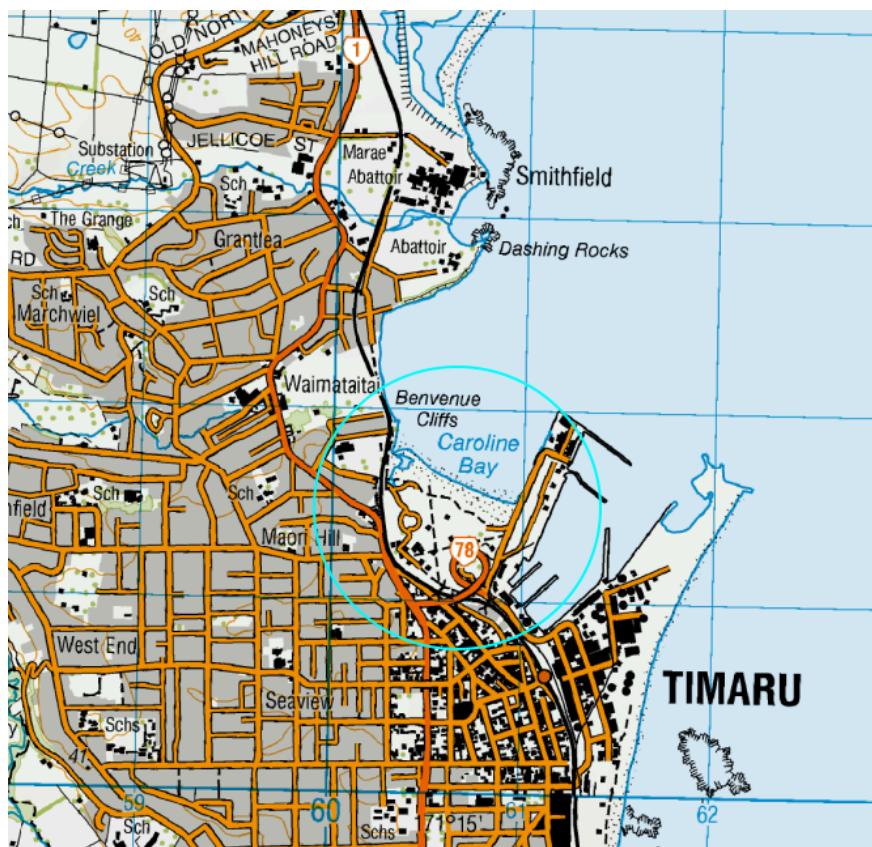 OLD NORT
MAHONEYS
HILL ROAD
1
JELLICOE ST
Substation
Creek
Marae
Abattoir
Smithfield
Sch
The Grange
Grantlea
Abattoir
Dashing Rocks
RD
Sch
Sch
Marchwiel
Waimataitai
Benvenue
Cliffs
Caroline
Bay
Sch
Sch
nfield
Maori Hill
78
West End
TIMARU
Seaview
Schs
41
59
60
61
62
Sch
Schs
71°15'